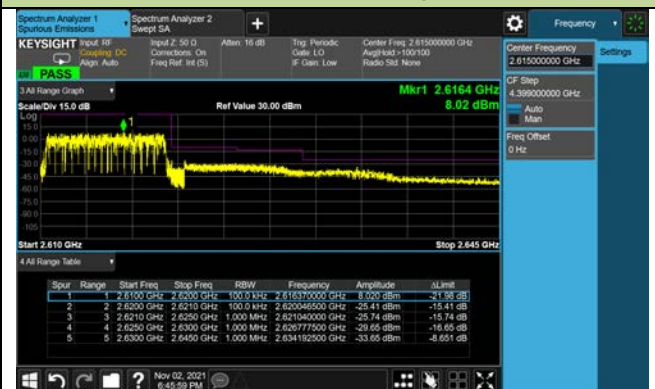 Spectrum Analyzer 1
Spurious Emissions
Spectrum Analyzer 2
Swept SA
Frequency
KEYSIGHT
Input: RF
Coupling: DC
Align: Auto
Input Z: 50 Ω
Corrections: On
Freq Ref: Int (S)
Atten: 16 dB
Trig: Periodic
Gate: LO
IF Gain: Low
Center Freq: 2.615000000 GHz
Avg|Hold:>100/100
Radio Std: None
PASS
Center Frequency
2.615000000 GHz
Settings
CF Step
4.399000000 GHz
Auto
Man
Freq Offset
0 Hz
3 All Range Graph
Mkr1 2.6164 GHz
8.02 dBm
Scale/Div 15.0 dB
Ref Value 30.00 dBm
Log
15.0
0.00
-15.0
-30.0
-45.0
-60.0
-75.0
-90.0
-105
1
Start 2.610 GHz
Stop 2.645 GHz
4 All Range Table
Spur Range Start Freq Stop Freq RBW Frequency Amplitude ΔLimit
1 1 2.6100 GHz 2.6200 GHz 100.0 kHz 2.616370000 GHz 8.020 dBm -21.98 dB
2 2 2.6200 GHz 2.6210 GHz 100.0 kHz 2.620046500 GHz -25.41 dBm -15.41 dB
3 3 2.6210 GHz 2.6250 GHz 1.000 MHz 2.621040000 GHz -25.74 dBm -15.74 dB
4 4 2.6250 GHz 2.6300 GHz 1.000 MHz 2.626777500 GHz -29.65 dBm -16.65 dB
5 5 2.6300 GHz 2.6450 GHz 1.000 MHz 2.634192500 GHz -33.65 dBm -8.651 dB
Nov 02, 2021
6:45:59 PM